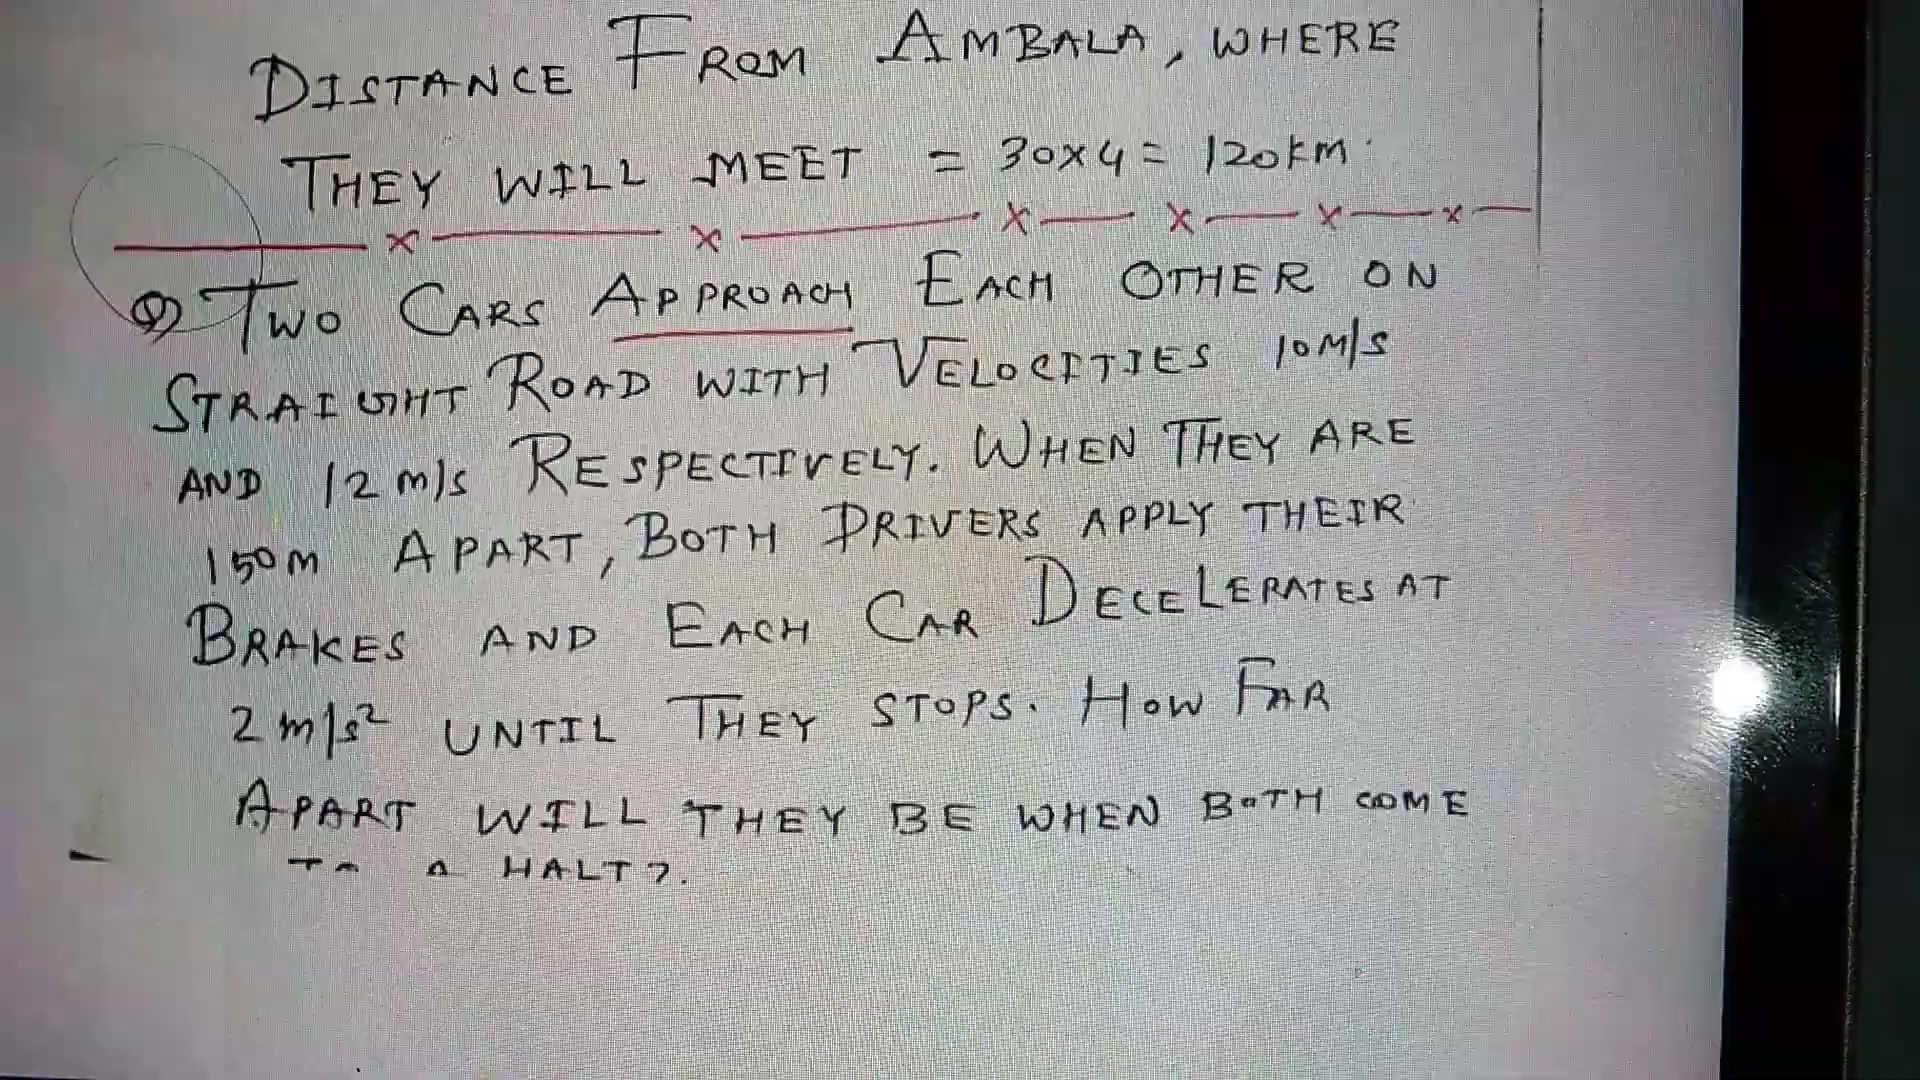 DISTANCE FROM AMBALA, WHERE
THEY WILL MEET = 30x4 = 120km.
Q) TWO CARS APPROACH EACH OTHER ON
STRAIGHT ROAD WITH VELOCITIES 10M/S
AND 12 m/s RESPECTIVELY. WHEN THEY ARE
150M APART, BOTH DRIVERS APPLY THEIR
BRAKES AND EACH CAR DECELERATES AT
2 m/s² UNTIL THEY STOPS. HOW FAR
APART WILL THEY BE WHEN BOTH COME
TO A HALT?.